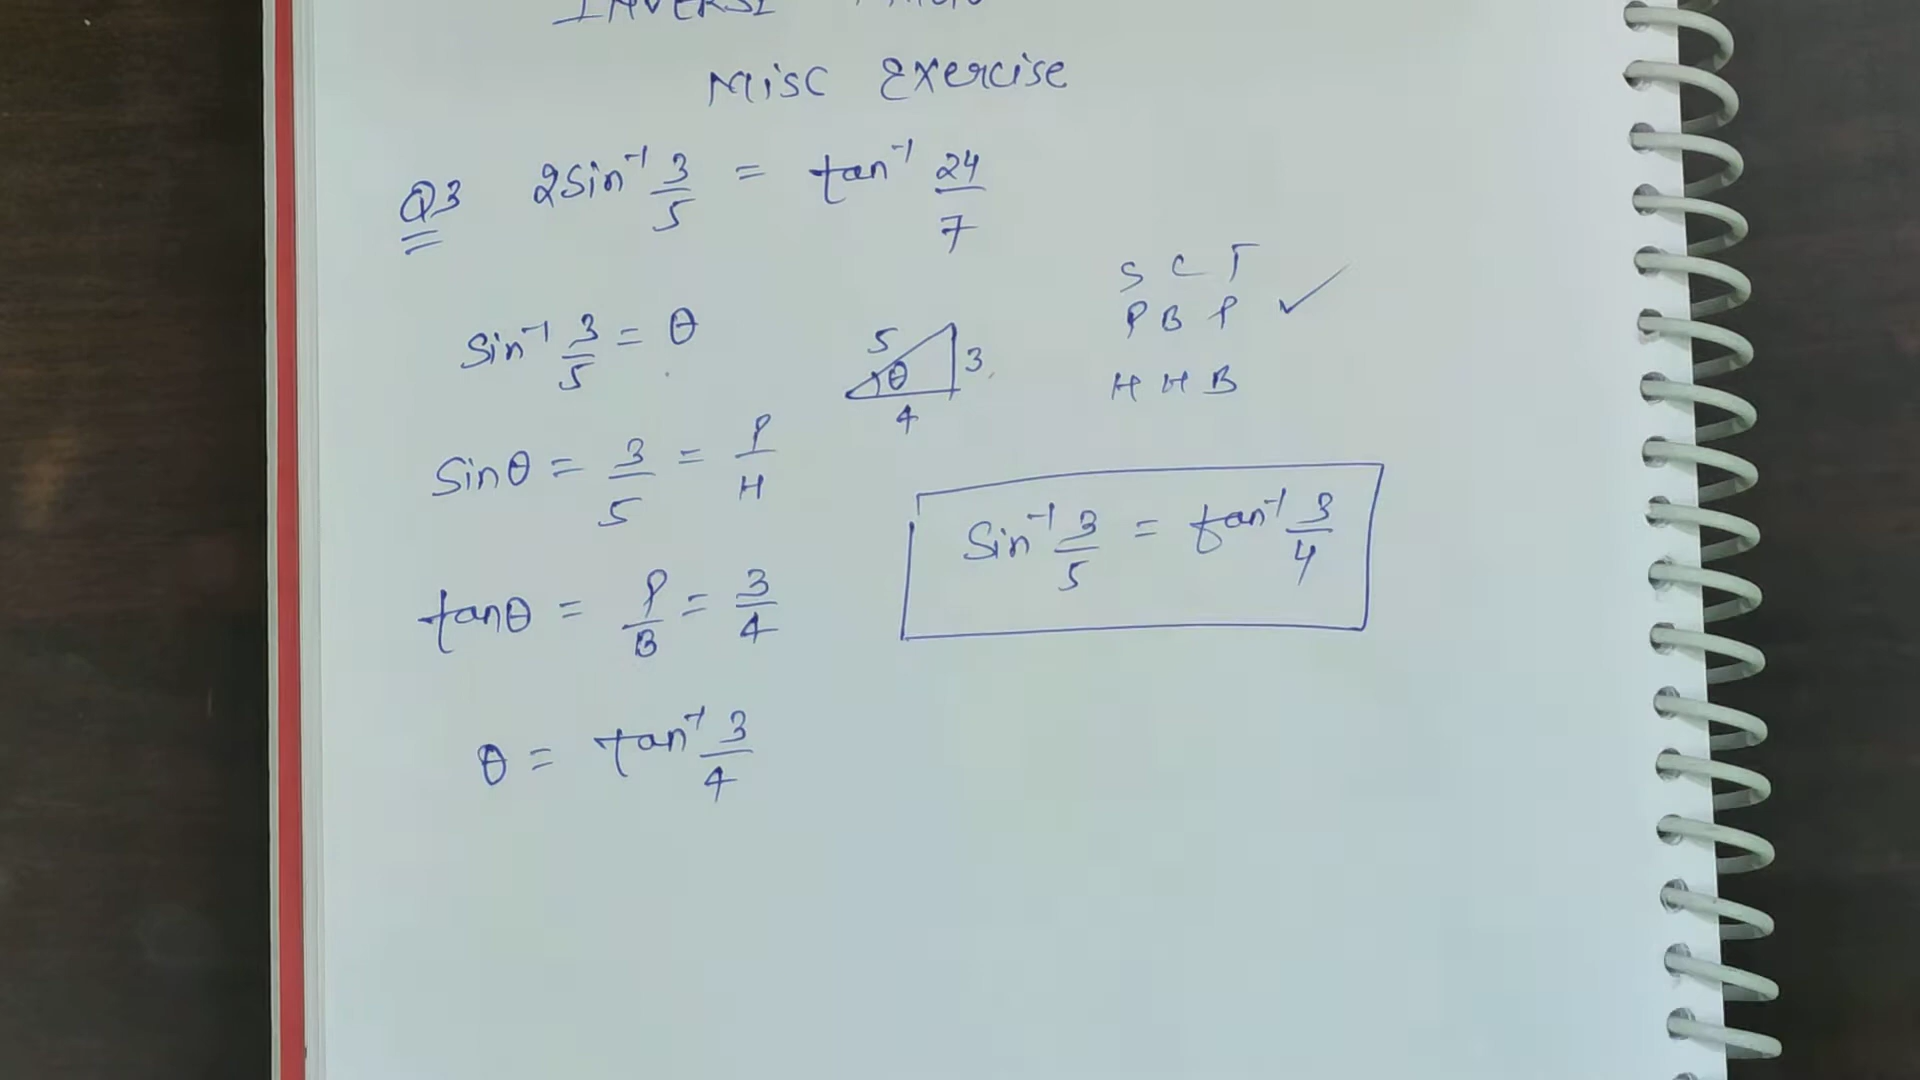 Misc Exercise
Q3 2sin⁻¹ 3/5 = tan⁻¹ 24/7
S C T
P B P ✓
H H B
sin⁻¹ 3/5 = θ
5 θ 3
4
sinθ = 3/5 = P/H
sin⁻¹ 3/5 = tan⁻¹ 3/4
tanθ = P/B = 3/4
θ = tan⁻¹ 3/4